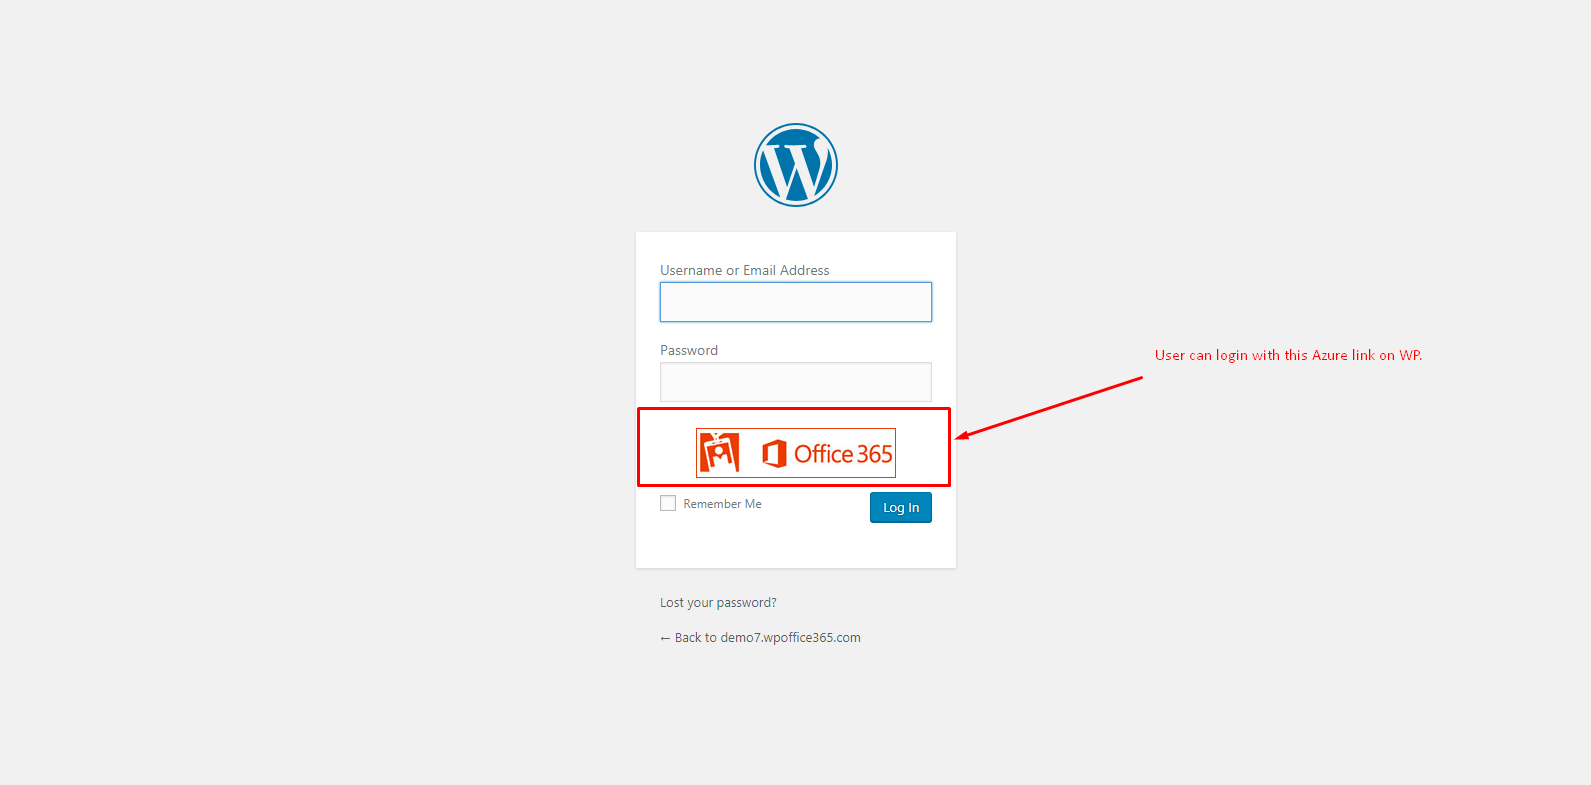 Username or Email Address
Password
User can login with this Azure link on WP.
Office 365
Remember Me
Log In
Lost your password?
← Back to demo7.wpoffice365.com